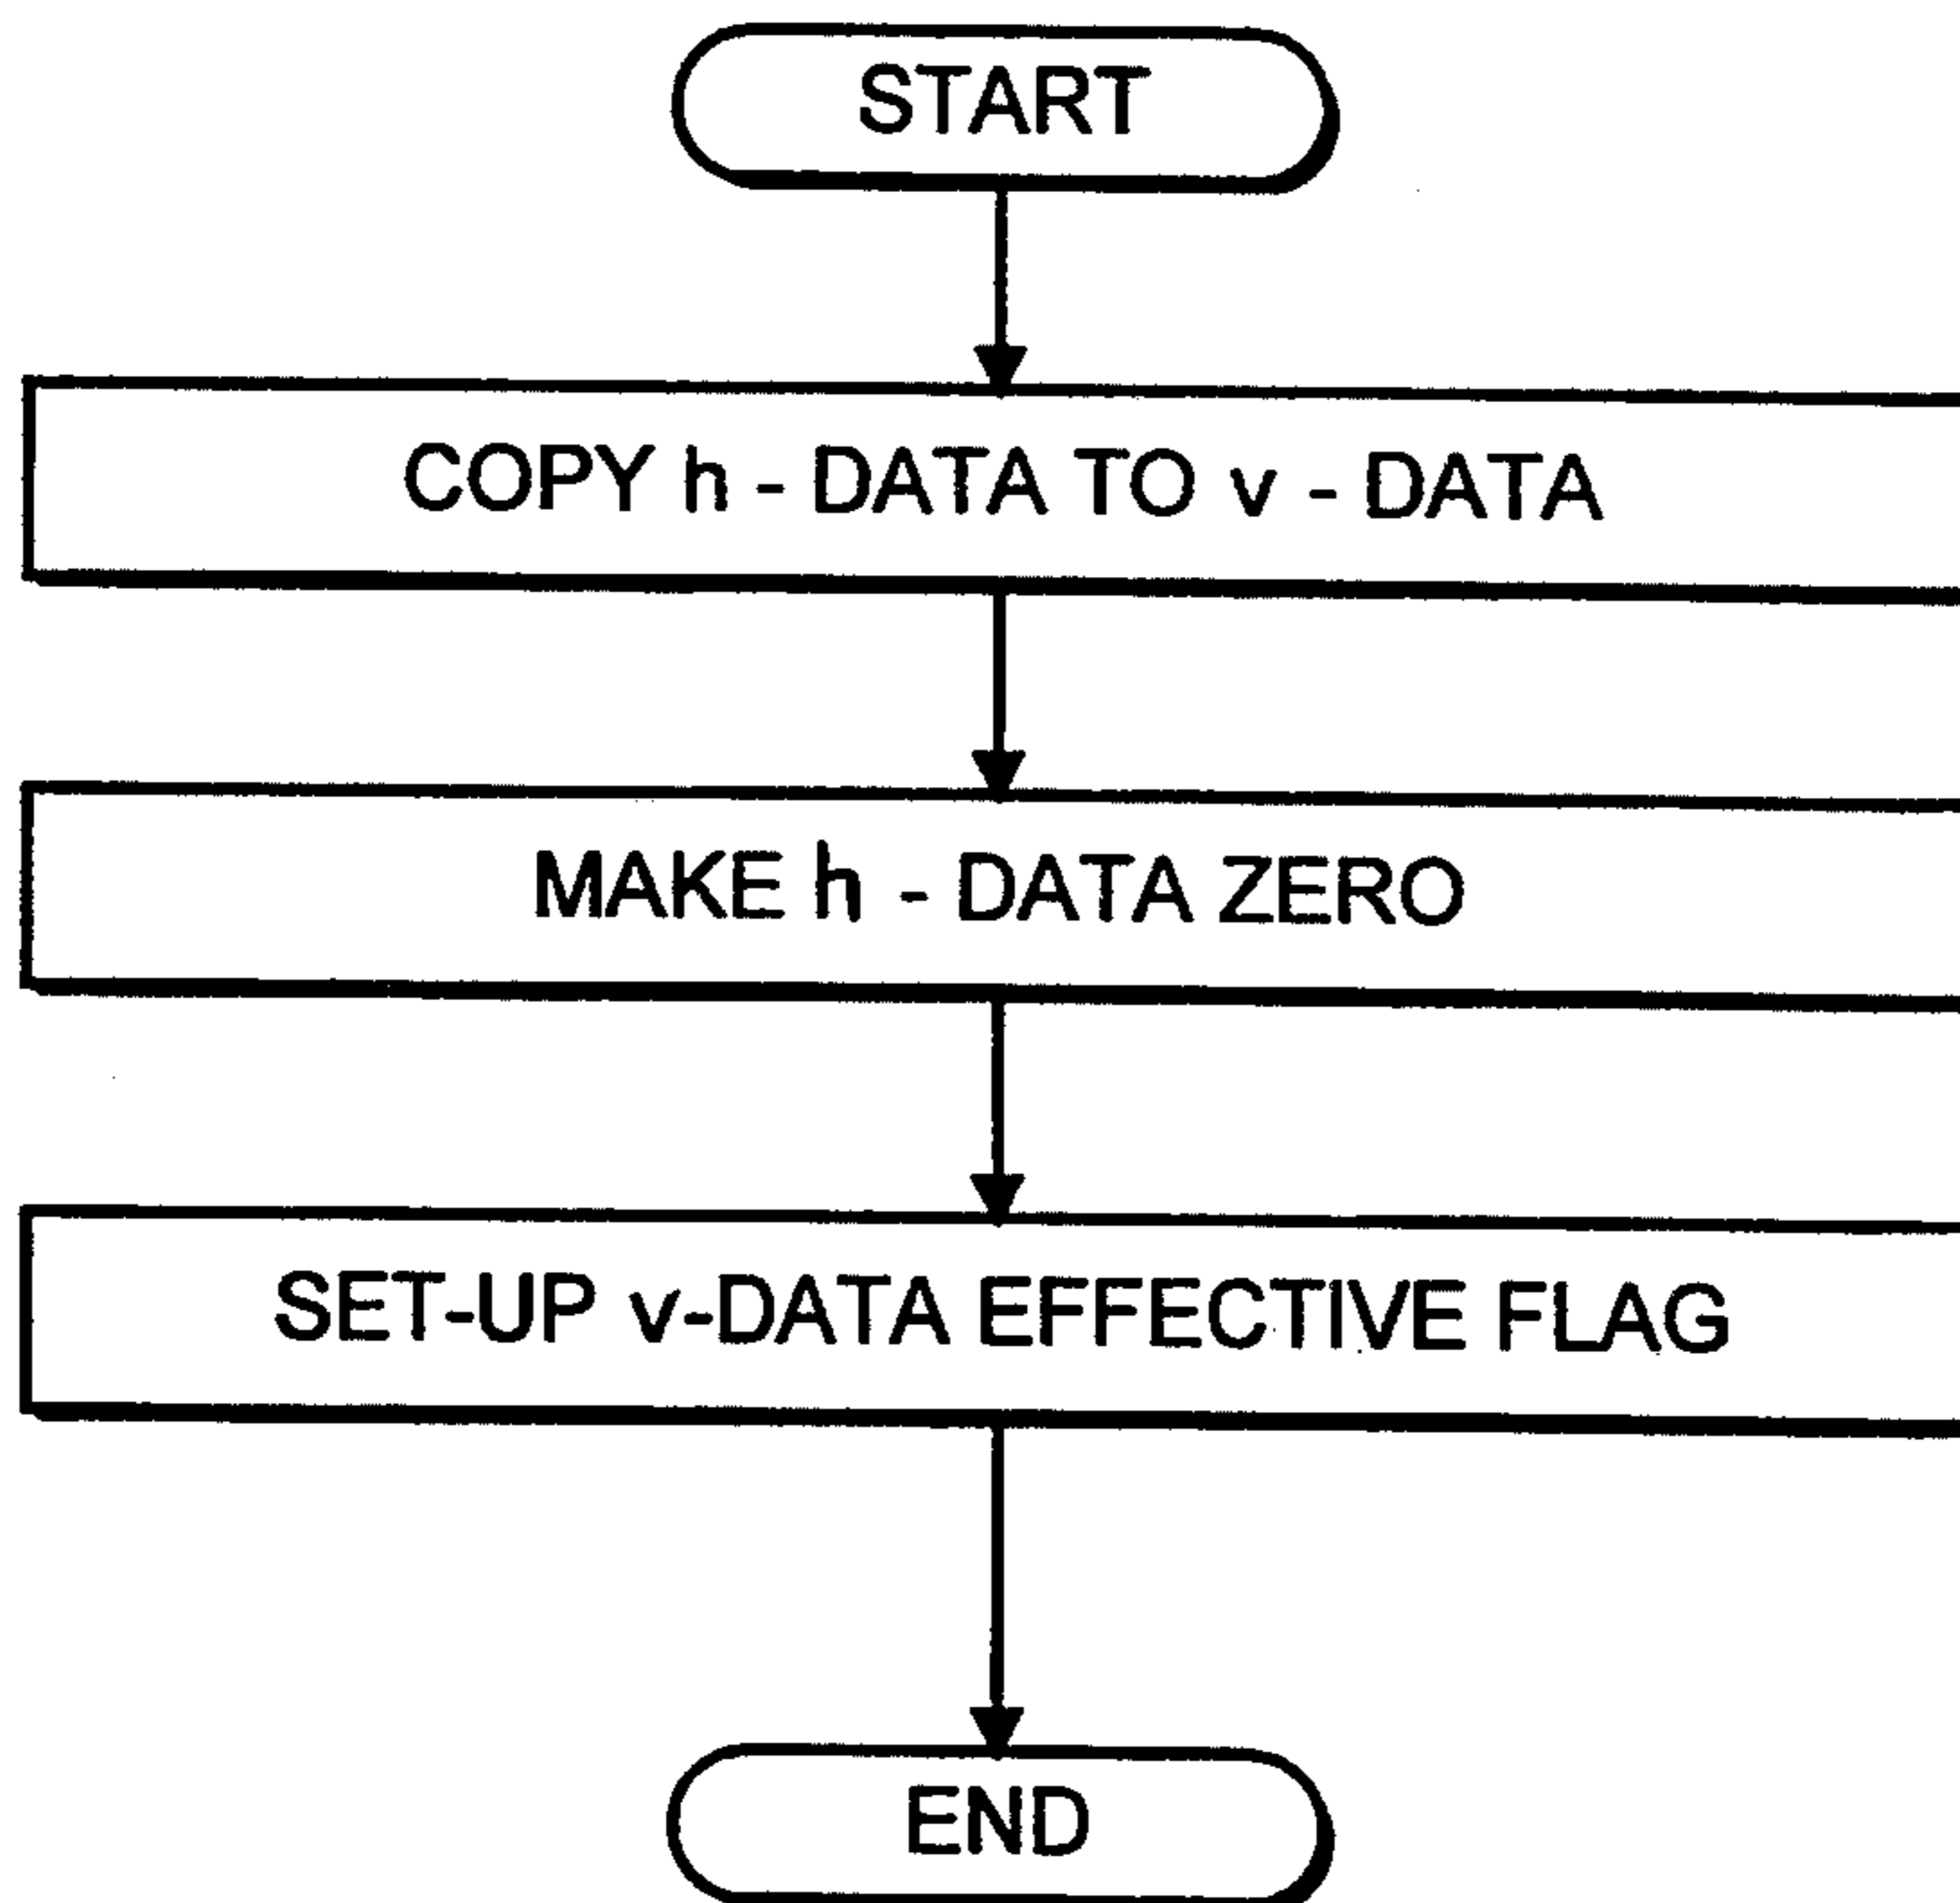 START
COPY h - DATA TO v - DATA
MAKE h - DATA ZERO
SET-UP v-DATA EFFECTIVE FLAG
END